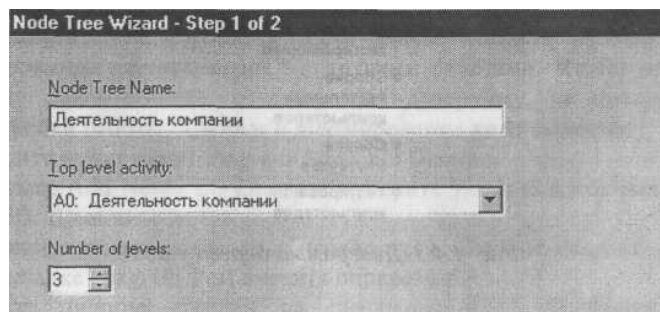 Node Tree Wizard - Step 1 of 2
Node Tree Name:
Деятельность компании
Top level activity:
A0: Деятельность компании
Number of levels:
3